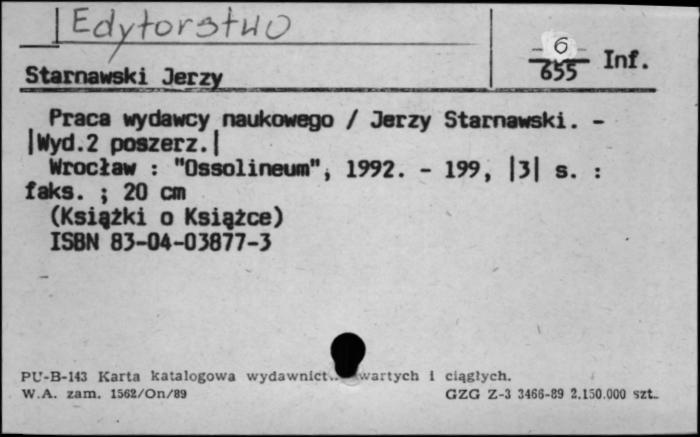 Edytorstwo
6
655 Inf.
Starnawski Jerzy
Praca wydawcy naukowego / Jerzy Starnawski. -
|Wyd.2 poszerz.|
Wrocław : "Ossolineum", 1992. - 199, |3| s. :
faks. ; 20 cm
(Książki o Książce)
ISBN 83-04-03877-3
PU-B-143 Karta katalogowa wydawnict wartych i ciągłych.
W.A. zam. 1562/On/89 GZG Z-3 3466-89 2.150.000 szt.